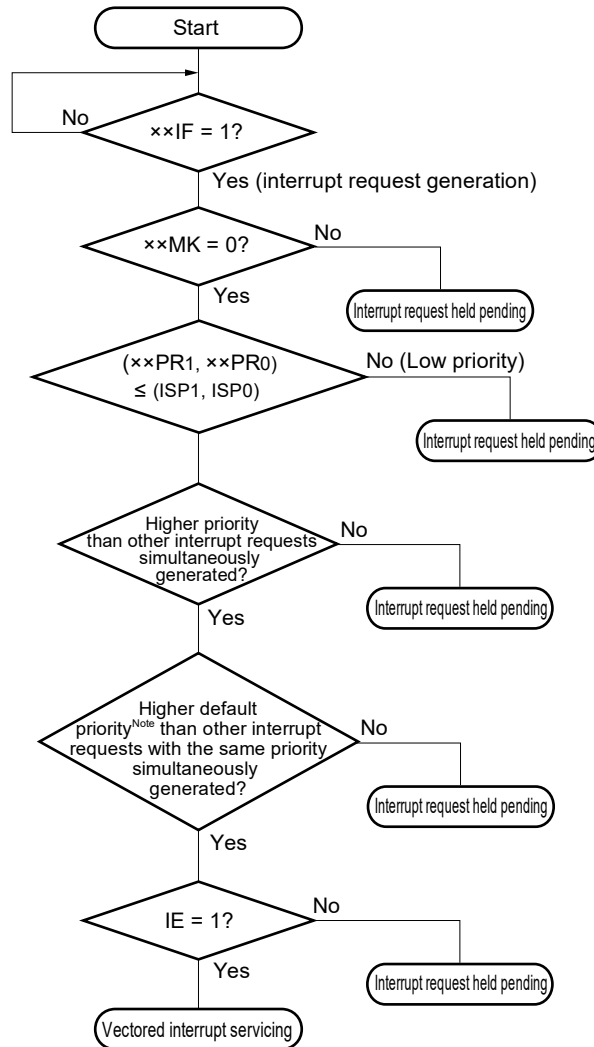 Start
No
××IF = 1?
Yes (interrupt request generation)
No
××MK = 0?
Yes
Interrupt request held pending
(××PR1, ××PR0)
≤ (ISP1, ISP0)
No (Low priority)
Interrupt request held pending
Higher priority
than other interrupt requests
simultaneously
generated?
No
Interrupt request held pending
Yes
Higher default
priorityNote than other interrupt
requests with the same priority
simultaneously
generated?
No
Interrupt request held pending
Yes
IE = 1?
No
Yes
Interrupt request held pending
Vectored interrupt servicing